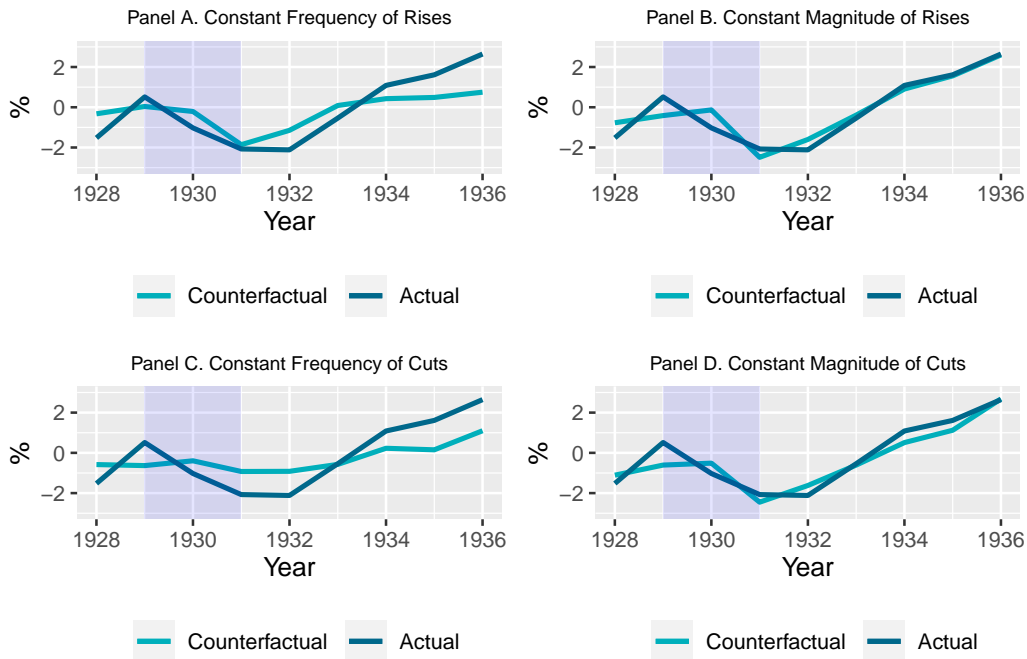 Panel A. Constant Frequency of Rises
2
0
−2
%
1928 1930 1932 1934 1936
Year
Counterfactual Actual
Panel B. Constant Magnitude of Rises
2
0
−2
%
1928 1930 1932 1934 1936
Year
Counterfactual Actual
Panel C. Constant Frequency of Cuts
2
0
−2
%
1928 1930 1932 1934 1936
Year
Counterfactual Actual
Panel D. Constant Magnitude of Cuts
2
0
−2
%
1928 1930 1932 1934 1936
Year
Counterfactual Actual